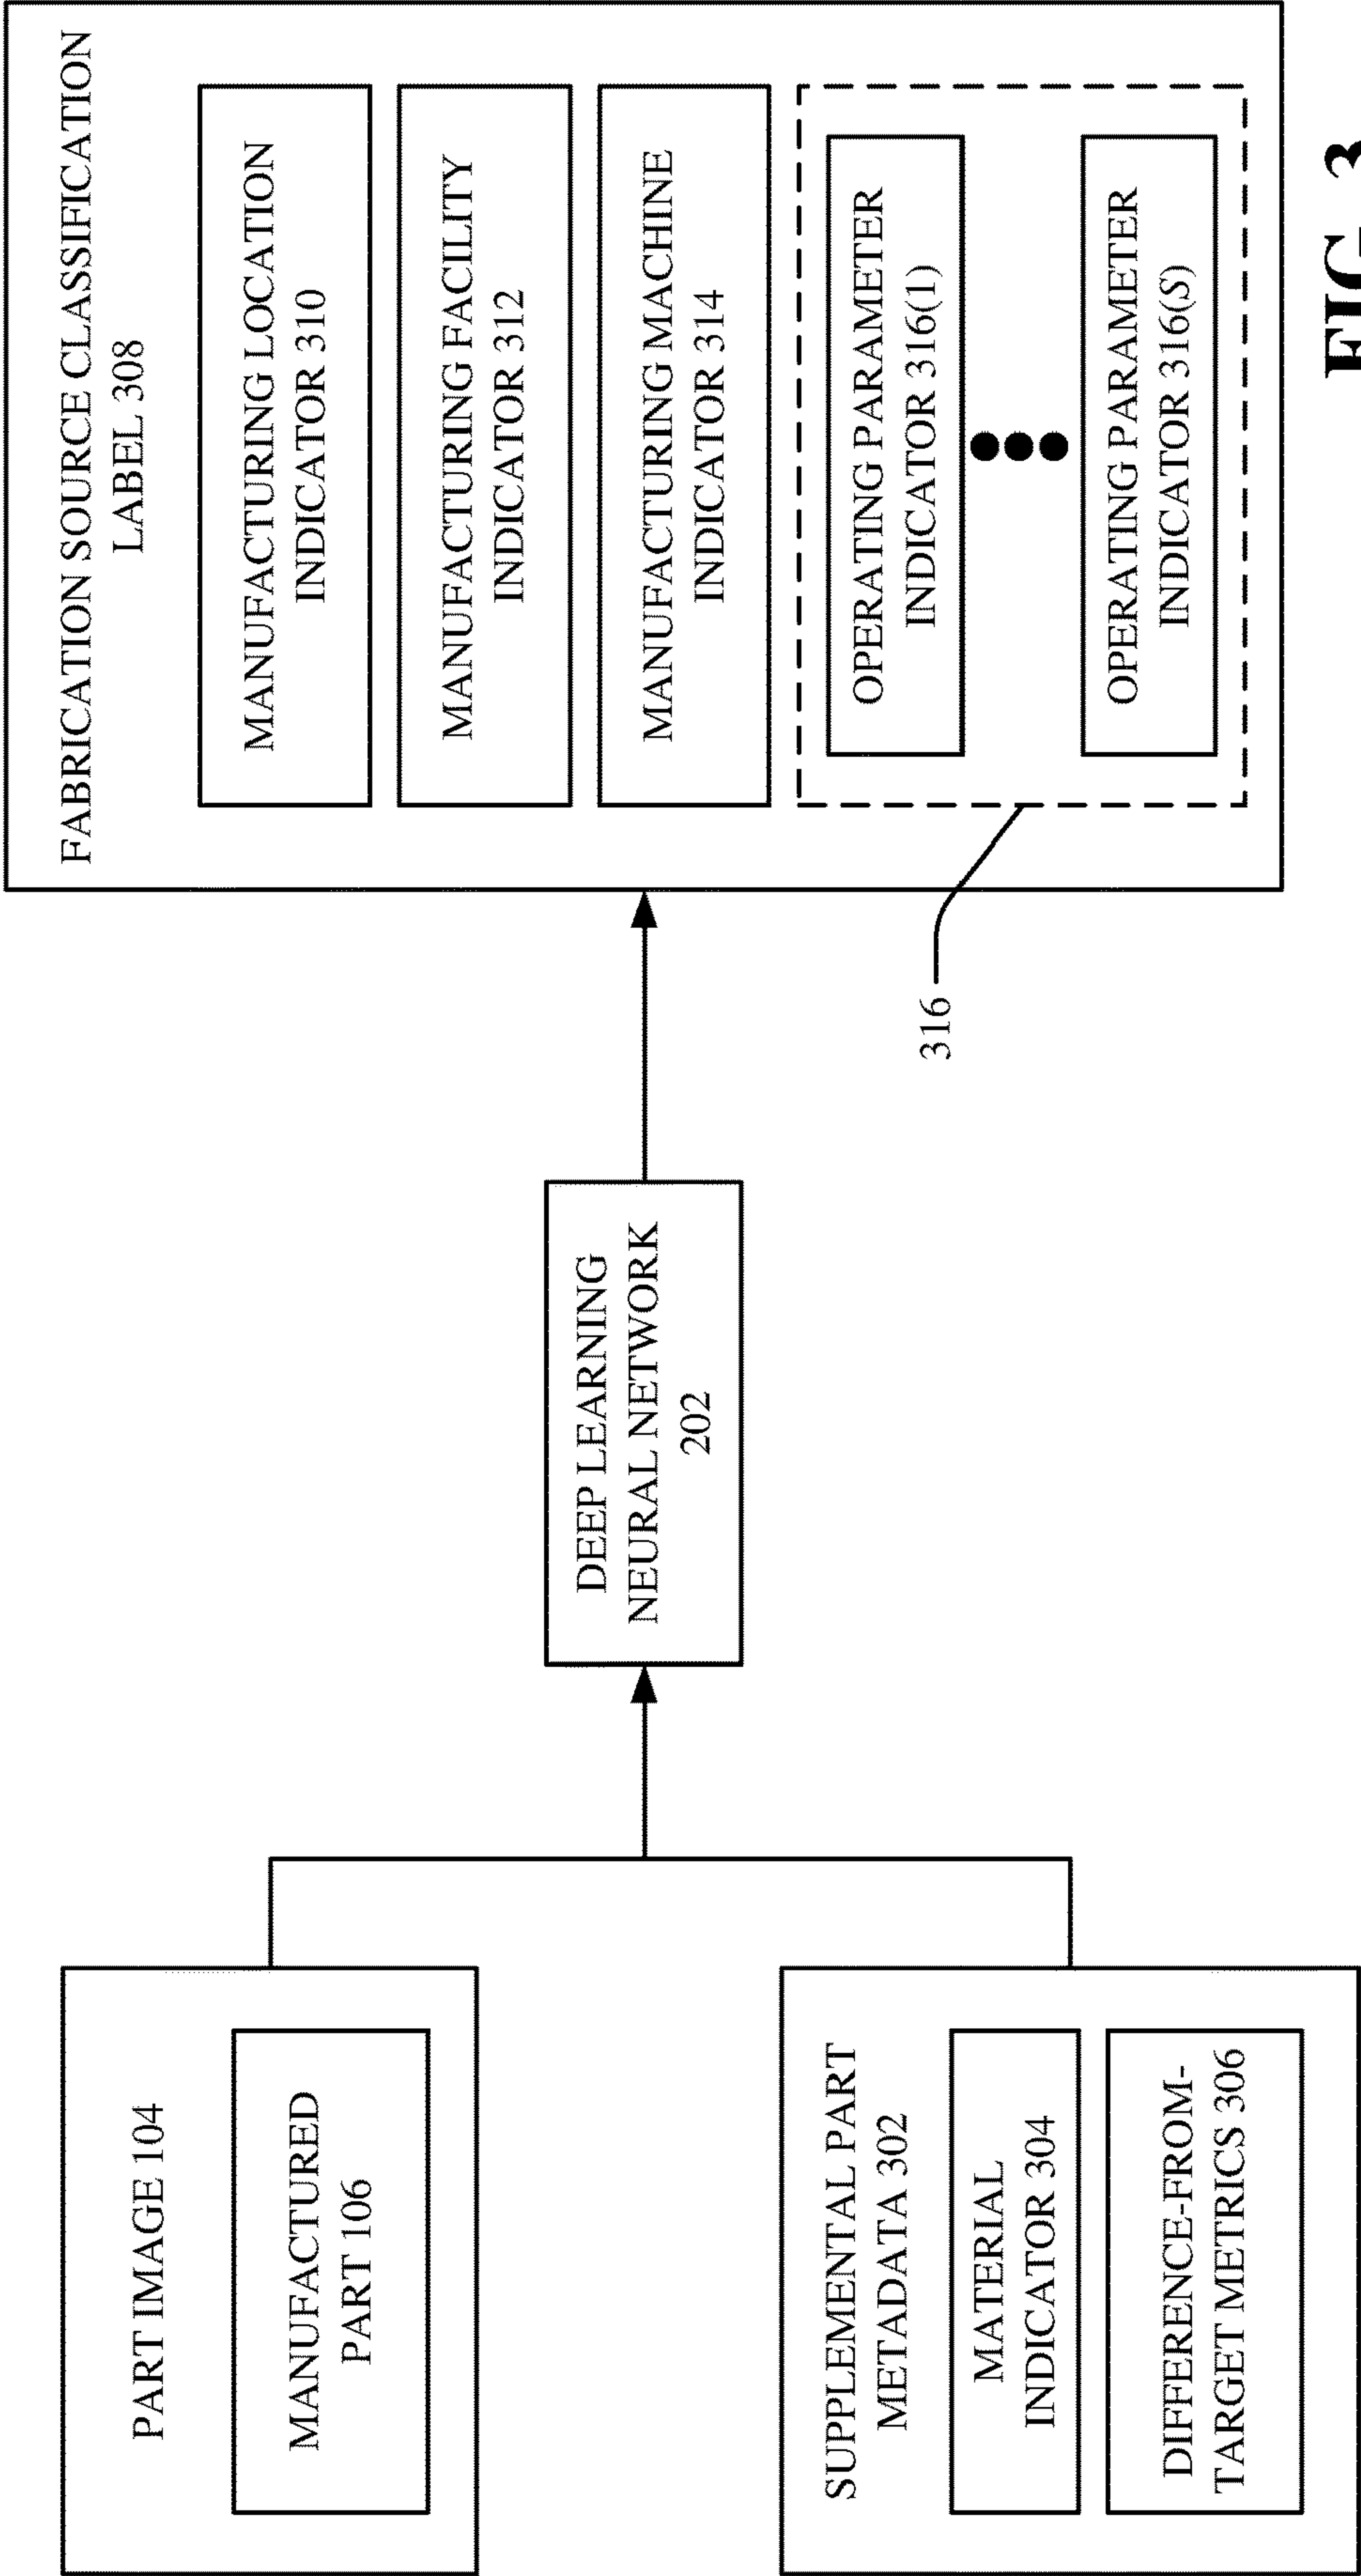 PART IMAGE 104
MANUFACTURED
PART 106
SUPPLEMENTAL PART
METADATA 302
MATERIAL
INDICATOR 304
DIFFERENCE-FROM-
TARGET METRICS 306
DEEP LEARNING
NEURAL NETWORK
202
FABRICATION SOURCE CLASSIFICATION
LABEL 308
MANUFACTURING LOCATION
INDICATOR 310
MANUFACTURING FACILITY
INDICATOR 312
MANUFACTURING MACHINE
INDICATOR 314
OPERATING PARAMETER
INDICATOR 316(1)
OPERATING PARAMETER
INDICATOR 316(S)
316
FIG. 3